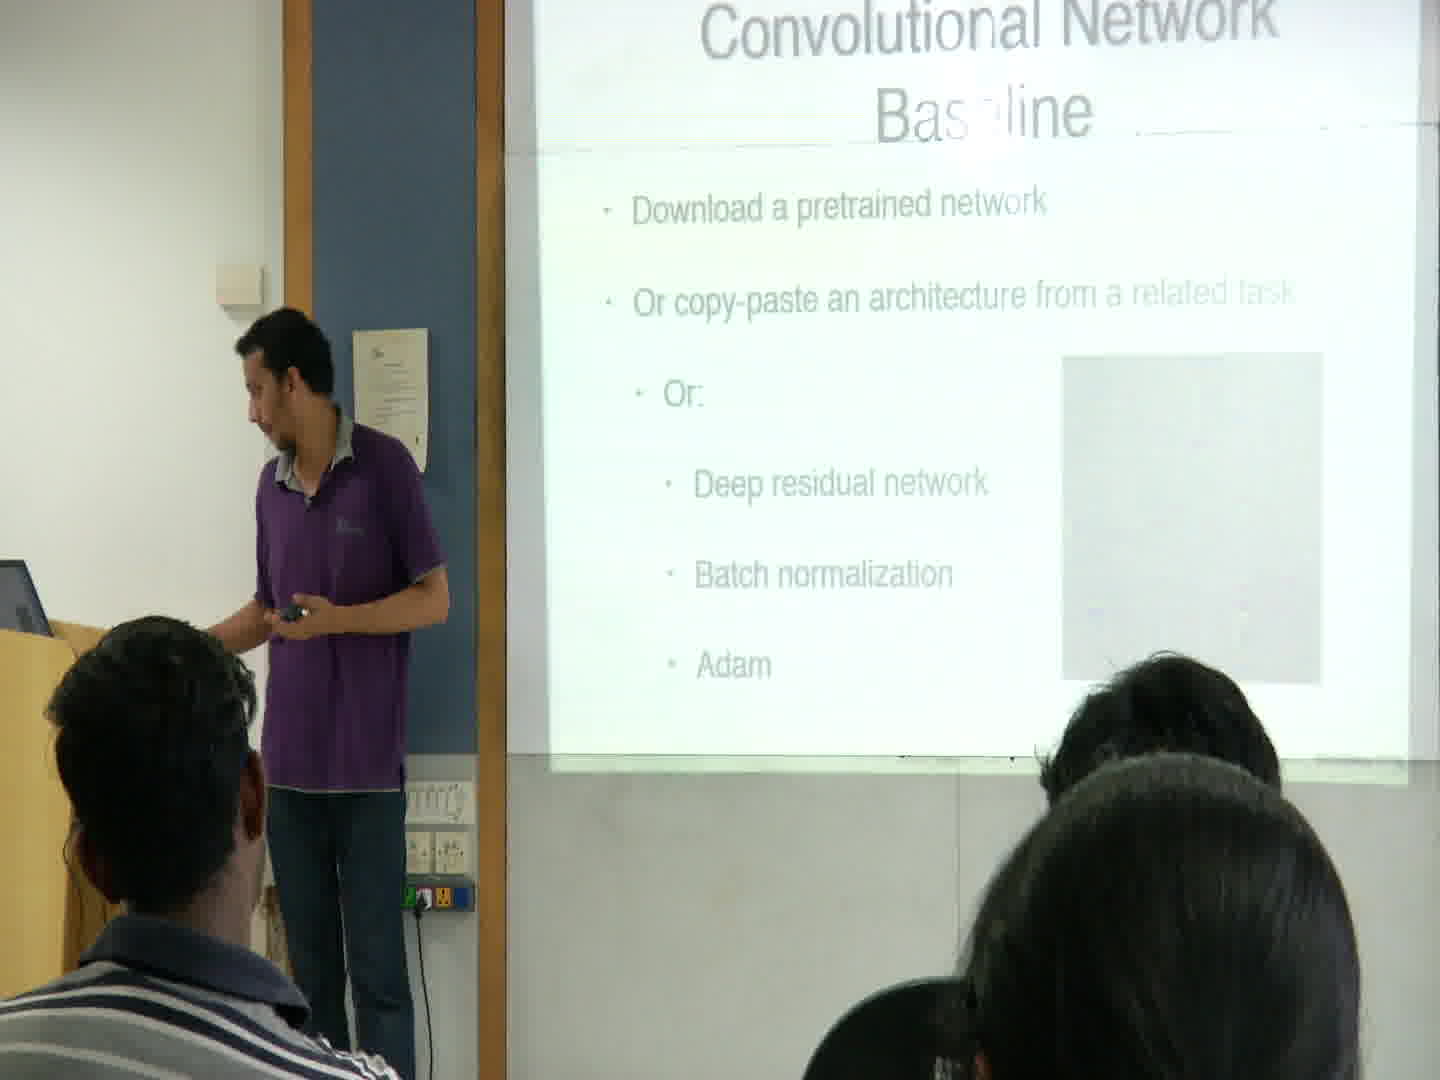 Convolutional Network
Baseline
Download a pretrained network
Or copy-paste an architecture from a related task
Or:
Deep residual network
Batch normalization
Adam